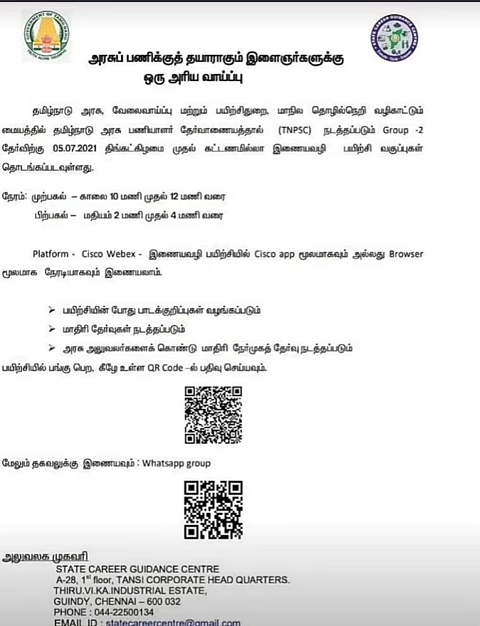 அரசுப் பணிக்குத் தயாராகும் இளைஞர்களுக்கு
ஒரு அரிய வாய்ப்பு
தமிழ்நாடு அரசு, வேலைவாய்ப்பு மற்றும் பயிற்சிதுறை, மாநில தொழில்நெறி வழிகாட்டும்
மையத்தில் தமிழ்நாடு அரசு பணியாளர் தேர்வாணையத்தால் (TNPSC) நடத்தப்படும் Group -2
தேர்விற்கு 05.07.2021 திங்கட்கிழமை முதல் கட்டணமில்லா இணையவழி பயிற்சி வகுப்புகள்
தொடங்கப்படவுள்ளது.
நேரம்: முற்பகல் – காலை 10 மணி முதல் 12 மணி வரை
பிற்பகல் – மதியம் 2 மணி முதல் 4 மணி வரை
Platform - Cisco Webex - இணையவழி பயிற்சியில் Cisco app மூலமாகவும் அல்லது Browser
மூலமாக நேரடியாகவும் இணையலாம்.
➢ பயிற்சியின் போது பாடக்குறிப்புகள் வழங்கப்படும்
➢ மாதிரி தேர்வுகள் நடத்தப்படும்
➢ அரசு அலுவலர்களைக் கொண்டு மாதிரி நேர்முகத் தேர்வு நடத்தப்படும்
பயிற்சியில் பங்கு பெற, கீழே உள்ள QR Code –ல் பதிவு செய்யவும்.
மேலும் தகவலுக்கு இணையவும் : Whatsapp group
அலுவலக முகவரி
STATE CAREER GUIDANCE CENTRE
A-28, 1st floor, TANSI CORPORATE HEAD QUARTERS.
THIRU.VI.KA.INDUSTRIAL ESTATE,
GUINDY, CHENNAI – 600 032
PHONE : 044-22500134
EMAIL ID : statecareercentre@gmail.com